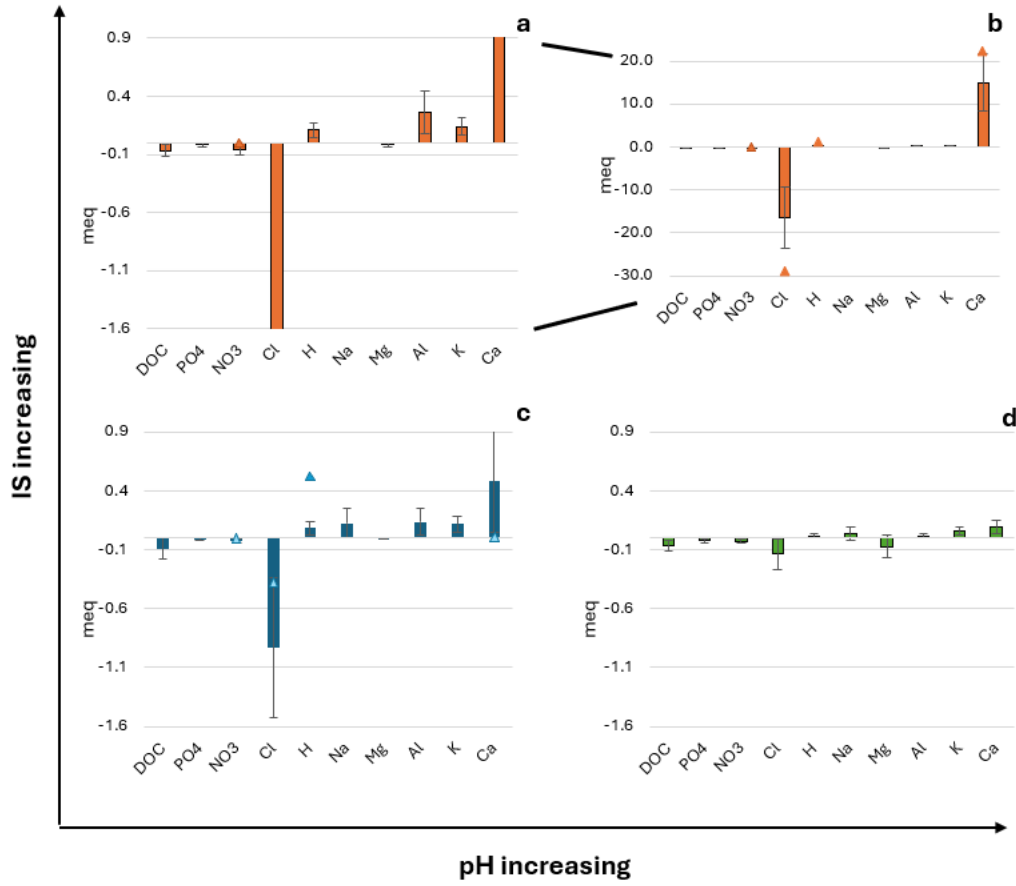 a
0.9
0.4
-0.1
-0.6
-1.1
-1.6
meq
DOC
PO4
NO3
Cl
H
Na
Mg
Al
K
Ca
b
20.0
10.0
0.0
-10.0
-20.0
-30.0
meq
DOC
PO4
NO3
Cl
H
Na
Mg
Al
K
Ca
IS increasing
c
0.9
0.4
-0.1
-0.6
-1.1
-1.6
meq
DOC
PO4
NO3
Cl
H
Na
Mg
Al
K
Ca
d
0.9
0.4
-0.1
-0.6
-1.1
-1.6
meq
DOC
PO4
NO3
Cl
H
Na
Mg
Al
K
Ca
pH increasing